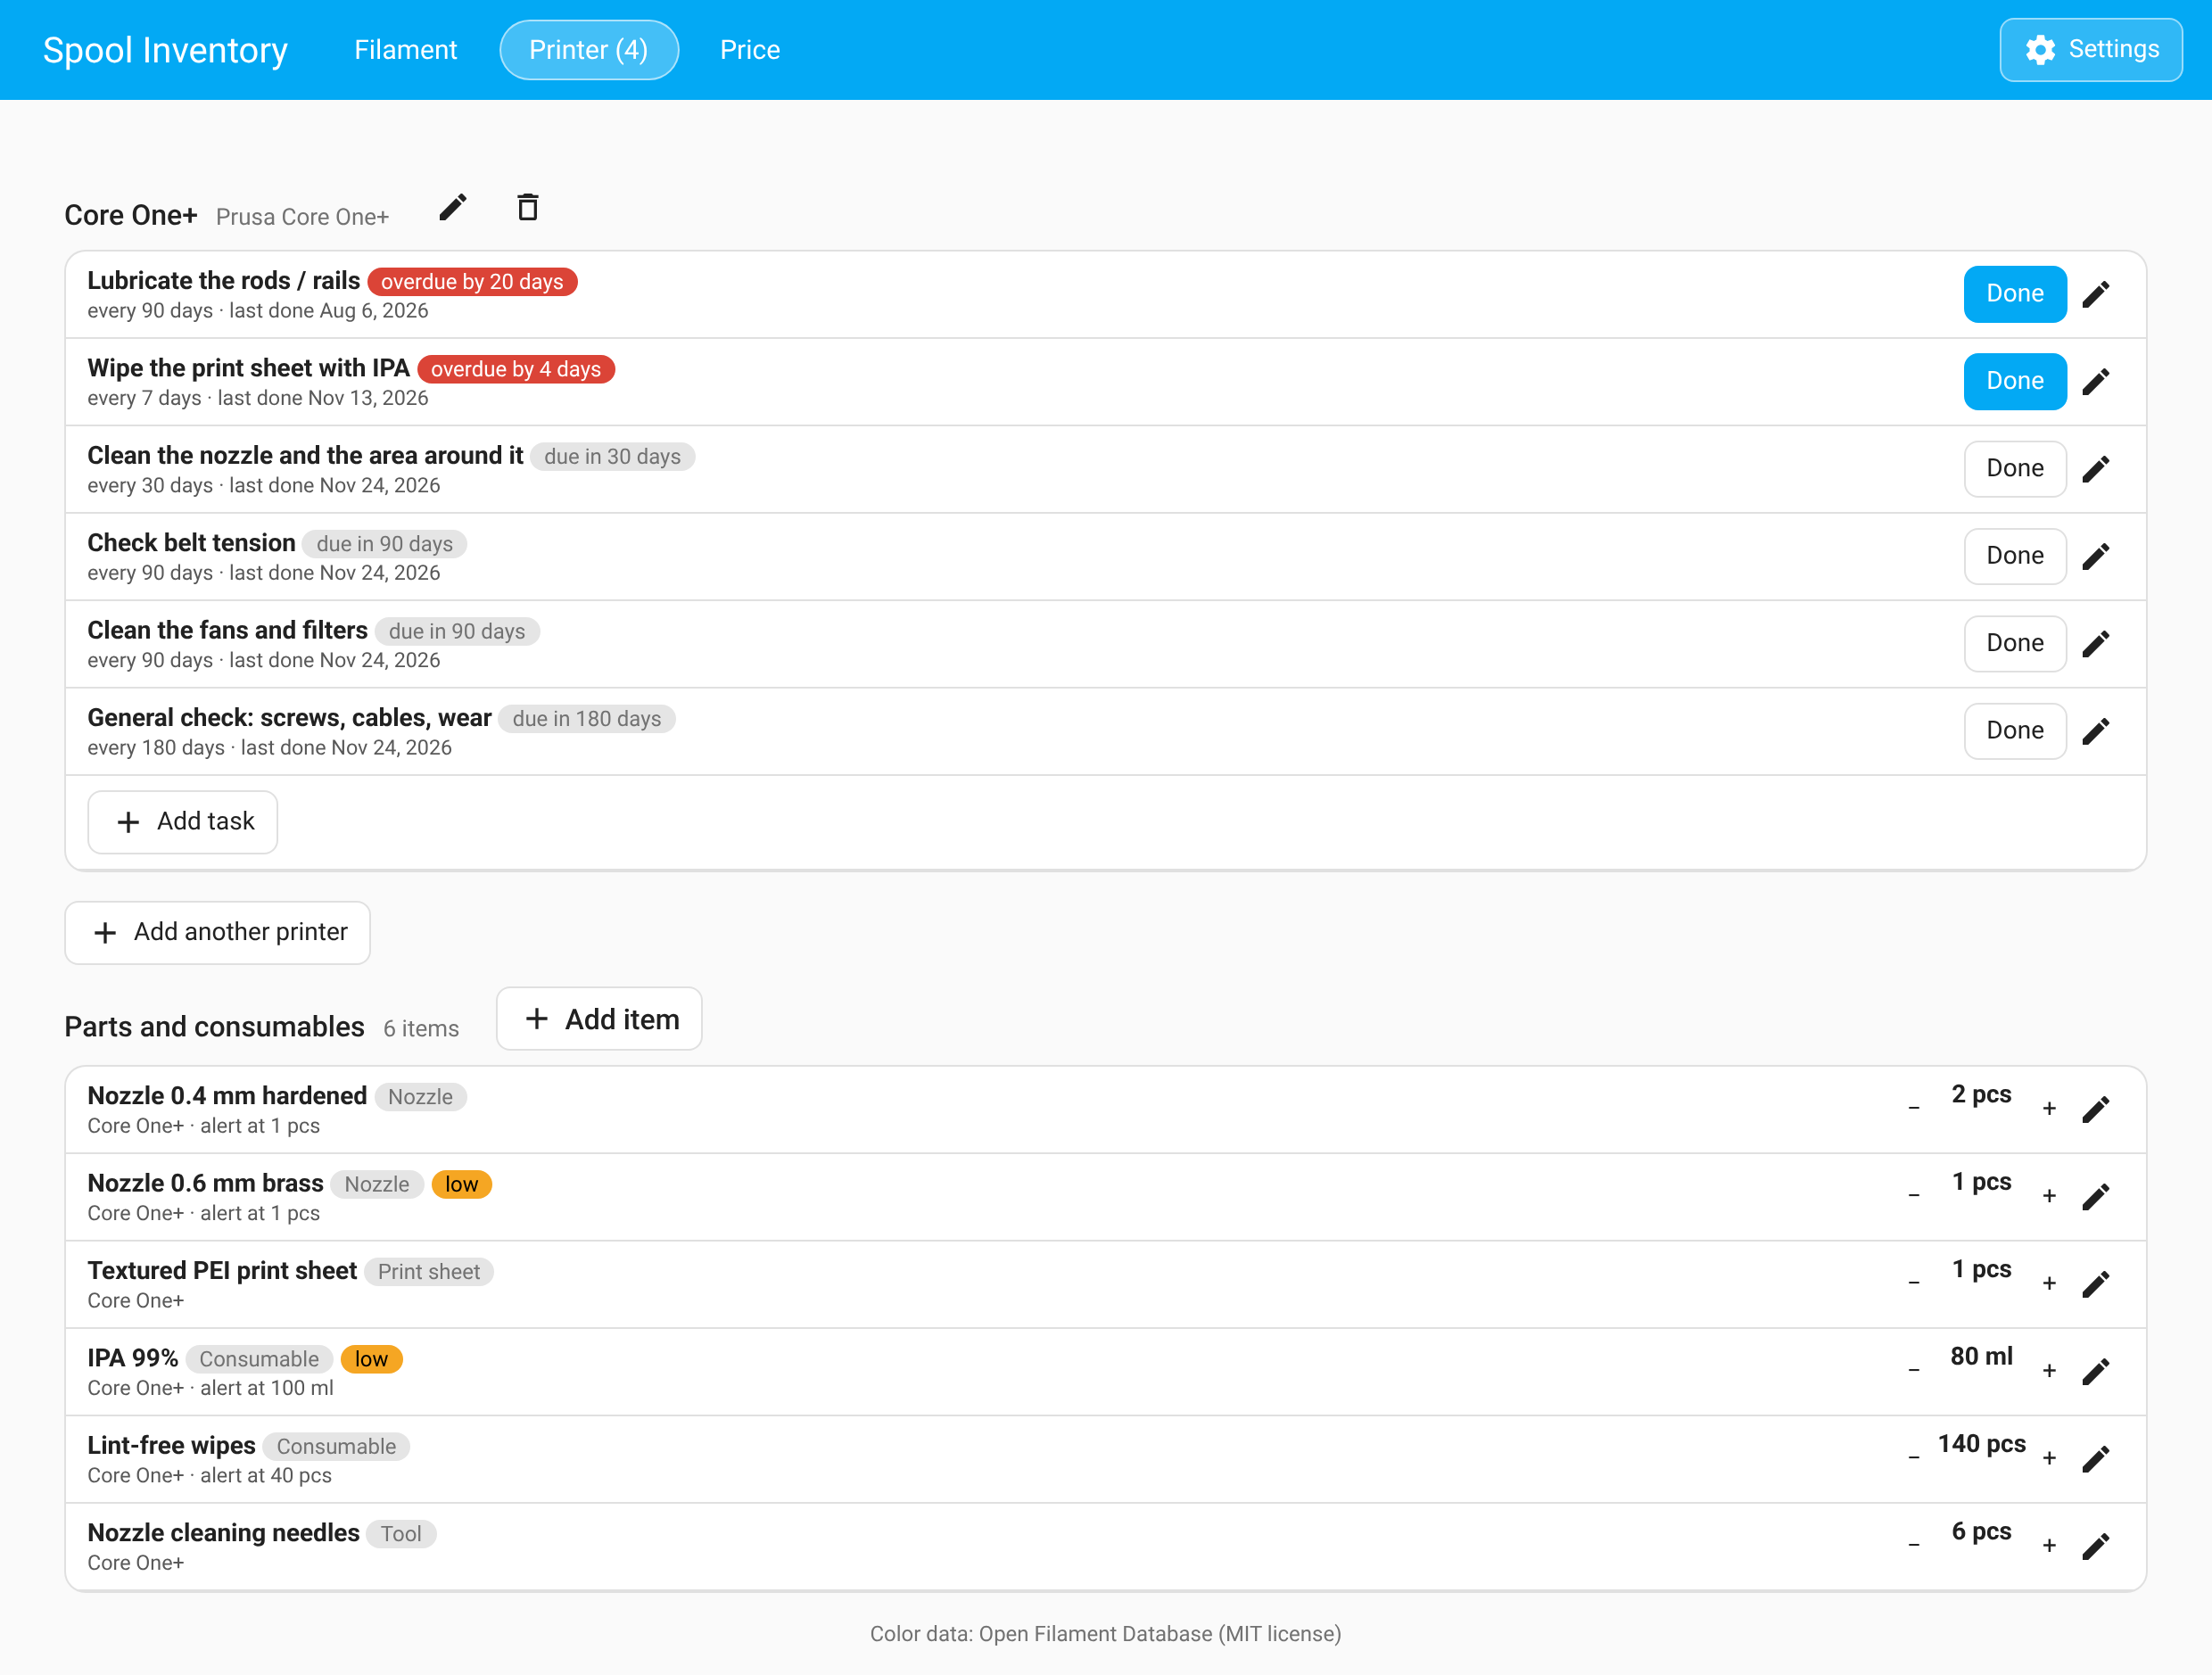 Spool Inventory Filament Printer (4) Price Settings
Core One+ Prusa Core One+
Lubricate the rods / rails overdue by 20 days
every 90 days · last done Aug 6, 2026
Done
Wipe the print sheet with IPA overdue by 4 days
every 7 days · last done Nov 13, 2026
Done
Clean the nozzle and the area around it due in 30 days
every 30 days · last done Nov 24, 2026
Done
Check belt tension due in 90 days
every 90 days · last done Nov 24, 2026
Done
Clean the fans and filters due in 90 days
every 90 days · last done Nov 24, 2026
Done
General check: screws, cables, wear due in 180 days
every 180 days · last done Nov 24, 2026
Done
+ Add task
+ Add another printer
Parts and consumables 6 items + Add item
Nozzle 0.4 mm hardened Nozzle
Core One+ · alert at 1 pcs
− 2 pcs +
Nozzle 0.6 mm brass Nozzle low
Core One+ · alert at 1 pcs
− 1 pcs +
Textured PEI print sheet Print sheet
Core One+
− 1 pcs +
IPA 99% Consumable low
Core One+ · alert at 100 ml
− 80 ml +
Lint-free wipes Consumable
Core One+ · alert at 40 pcs
− 140 pcs +
Nozzle cleaning needles Tool
Core One+
− 6 pcs +
Color data: Open Filament Database (MIT license)